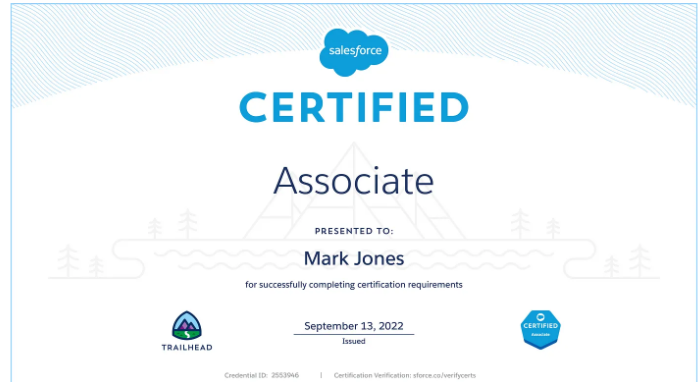 salesforce
CERTIFIED
Associate
PRESENTED TO:
Mark Jones
for successfully completing certification requirements
September 13, 2022
Issued
TRAILHEAD
CERTIFIED
Associate
Credential ID: 2553946 | Certification Verification: sforce.co/verifycerts